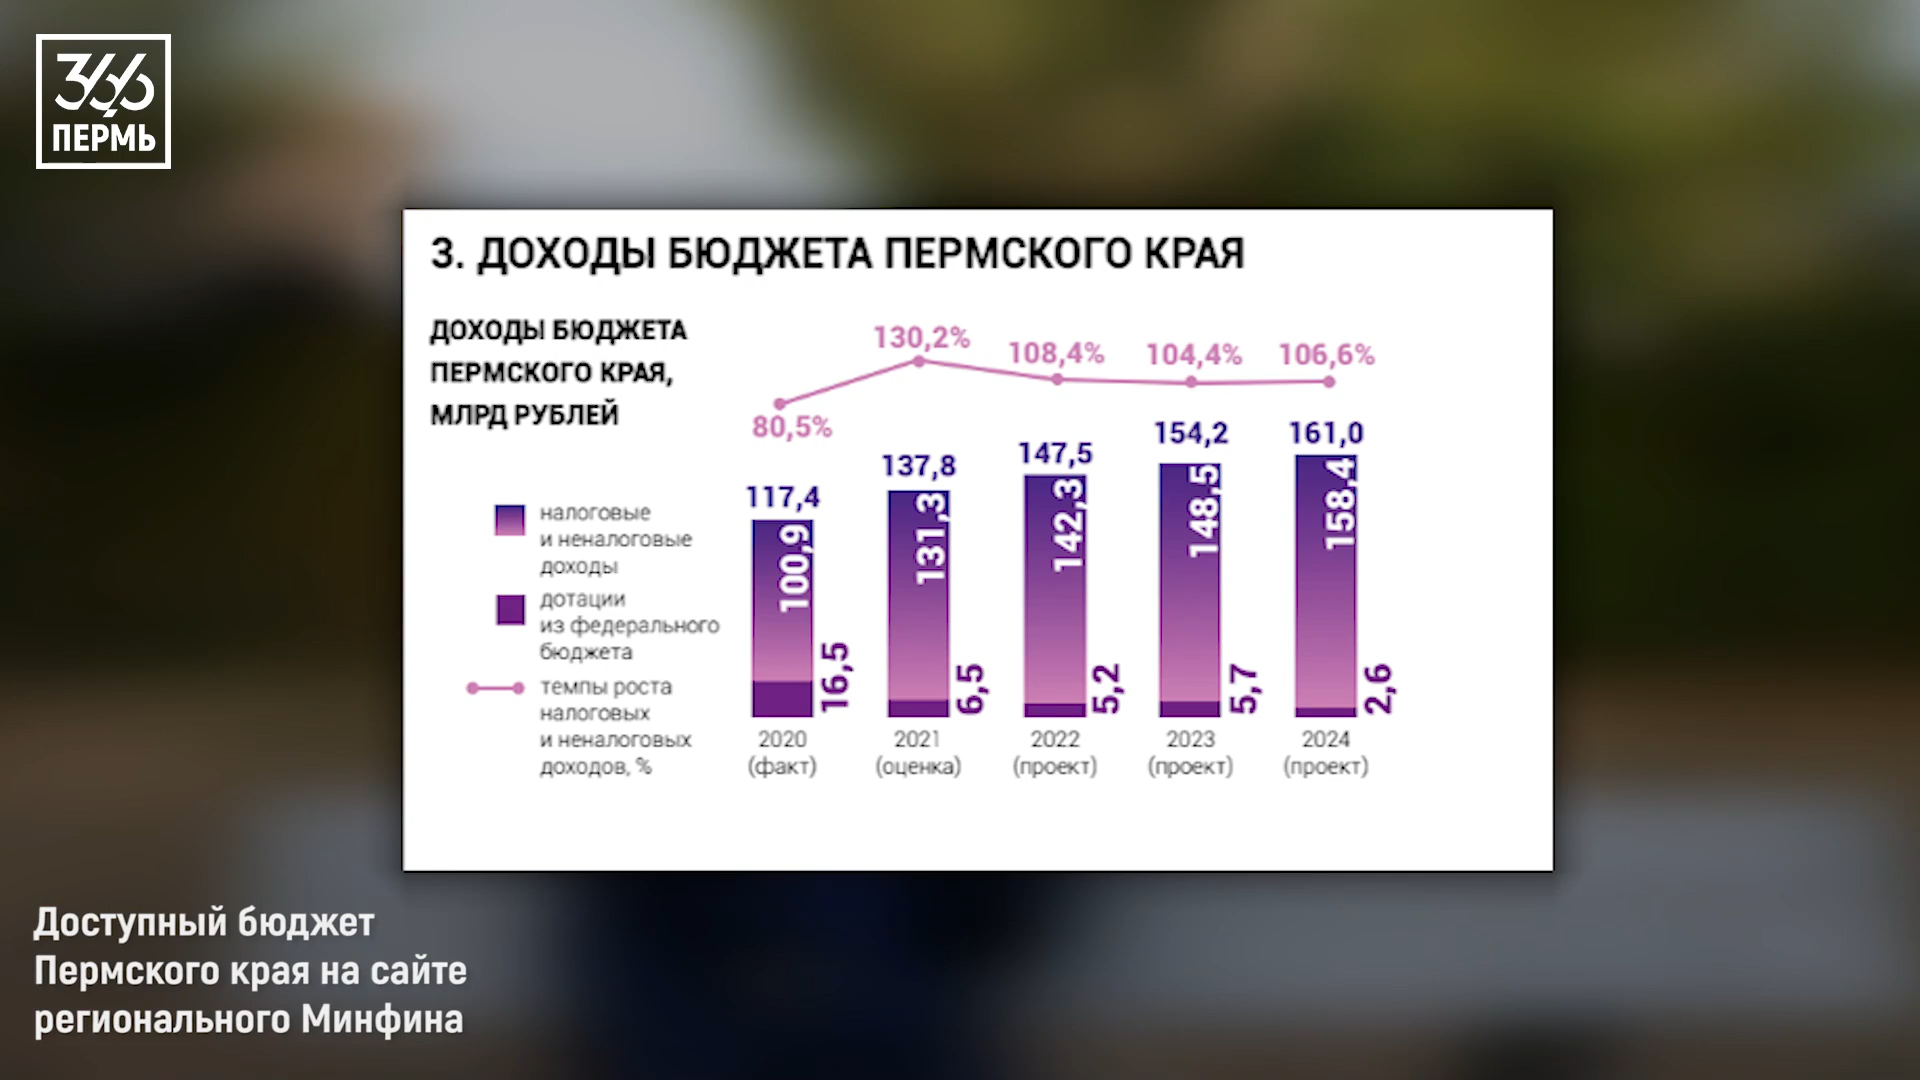 366
ПЕРМЬ
3. ДОХОДЫ БЮДЖЕТА ПЕРМСКОГО КРАЯ
ДОХОДЫ БЮДЖЕТА
ПЕРМСКОГО КРАЯ,
МЛРД РУБЛЕЙ
80,5%
130,2%
108,4%
104,4%
106,6%
117,4
137,8
147,5
154,2
161,0
100,9
131,3
142,3
148,5
158,4
16,5
6,5
5,2
5,7
2,6
налоговые
и неналоговые
доходы
дотации
из федерального
бюджета
темпы роста
налоговых
и неналоговых
доходов, %
2020
(факт)
2021
(оценка)
2022
(проект)
2023
(проект)
2024
(проект)
Доступный бюджет
Пермского края на сайте
регионального Минфина